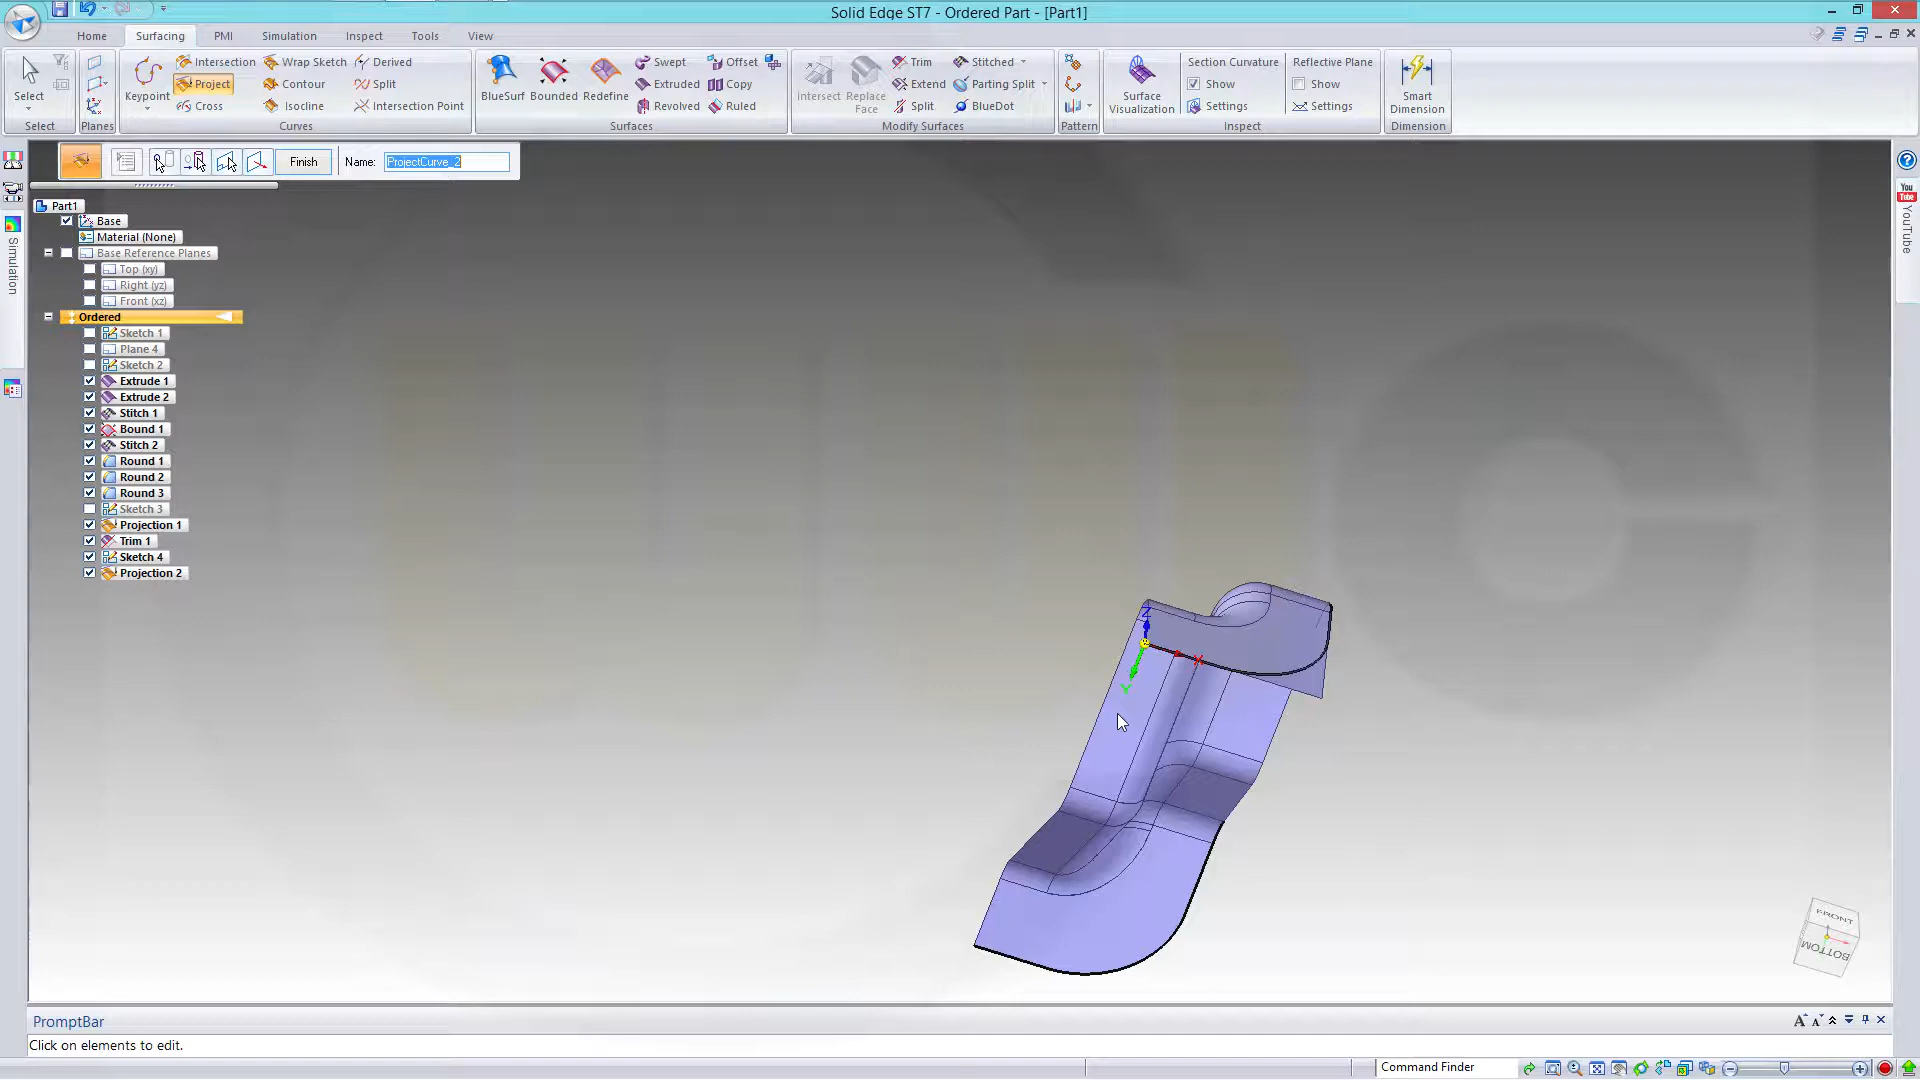 Solid Edge ST7 - Ordered Part - [Part1]
Home Surfacing PMI Simulation Inspect Tools View
Select
Select
Planes
Keypoint
Intersection
Project
Cross
Wrap Sketch
Contour
Isocline
Derived
Split
Intersection Point
Curves
BlueSurf
Bounded
Redefine
Swept
Extruded
Revolved
Offset
Copy
Ruled
Surfaces
Intersect
Replace
Face
Trim
Extend
Split
Stitched
Parting Split
BlueDot
Modify Surfaces
Pattern
Surface
Visualization
Section Curvature
Show
Settings
Reflective Plane
Show
Settings
Inspect
Smart
Dimension
Dimension
Finish Name: ProjectCurve_2
Part1
Base
Material (None)
Base Reference Planes
Top (xy)
Right (yz)
Front (xz)
Ordered
Sketch 1
Plane 4
Sketch 2
Extrude 1
Extrude 2
Stitch 1
Bound 1
Stitch 2
Round 1
Round 2
Round 3
Sketch 3
Projection 1
Trim 1
Sketch 4
Projection 2
Simulation
You
Tube
YouTube
Z
X
Y
FRONT
BOTTOM
PromptBar
Click on elements to edit.
Command Finder